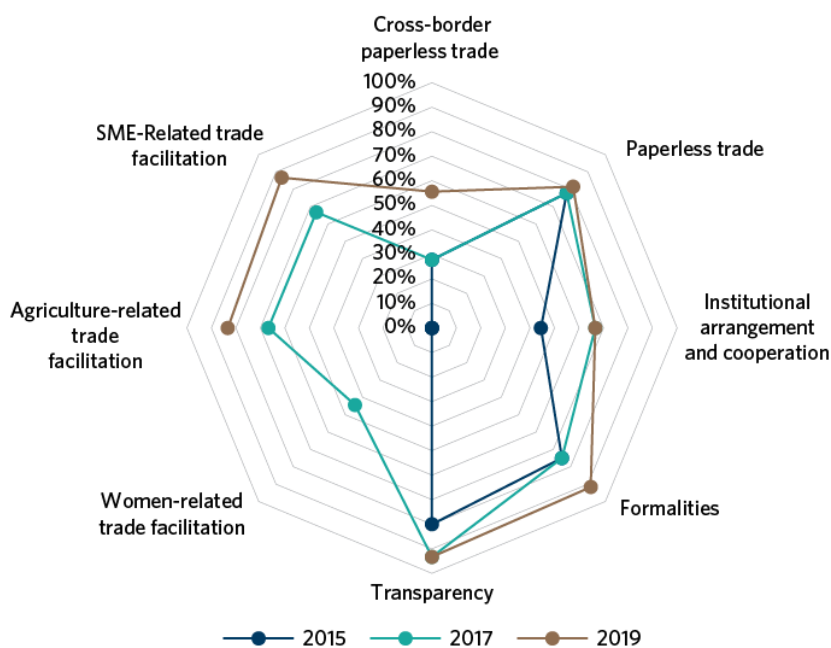 Cross-border
paperless trade
100%
90%
80%
70%
60%
50%
40%
30%
20%
10%
0%
SME-Related trade
facilitation
Paperless trade
Agriculture-related
trade
facilitation
Institutional
arrangement
and cooperation
Women-related
trade facilitation
Formalities
Transparency
2015 2017 2019